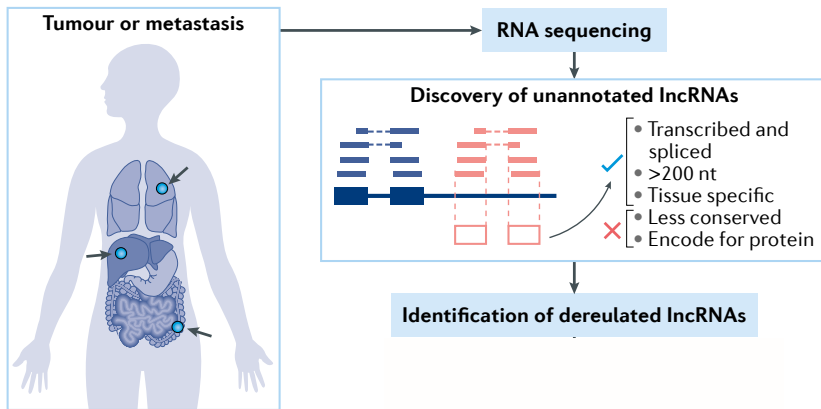 Tumour or metastasis
RNA sequencing
Discovery of unannotated lncRNAs
• Transcribed and
spliced
• >200 nt
• Tissue specific
• Less conserved
• Encode for protein
Identification of dereulated lncRNAs